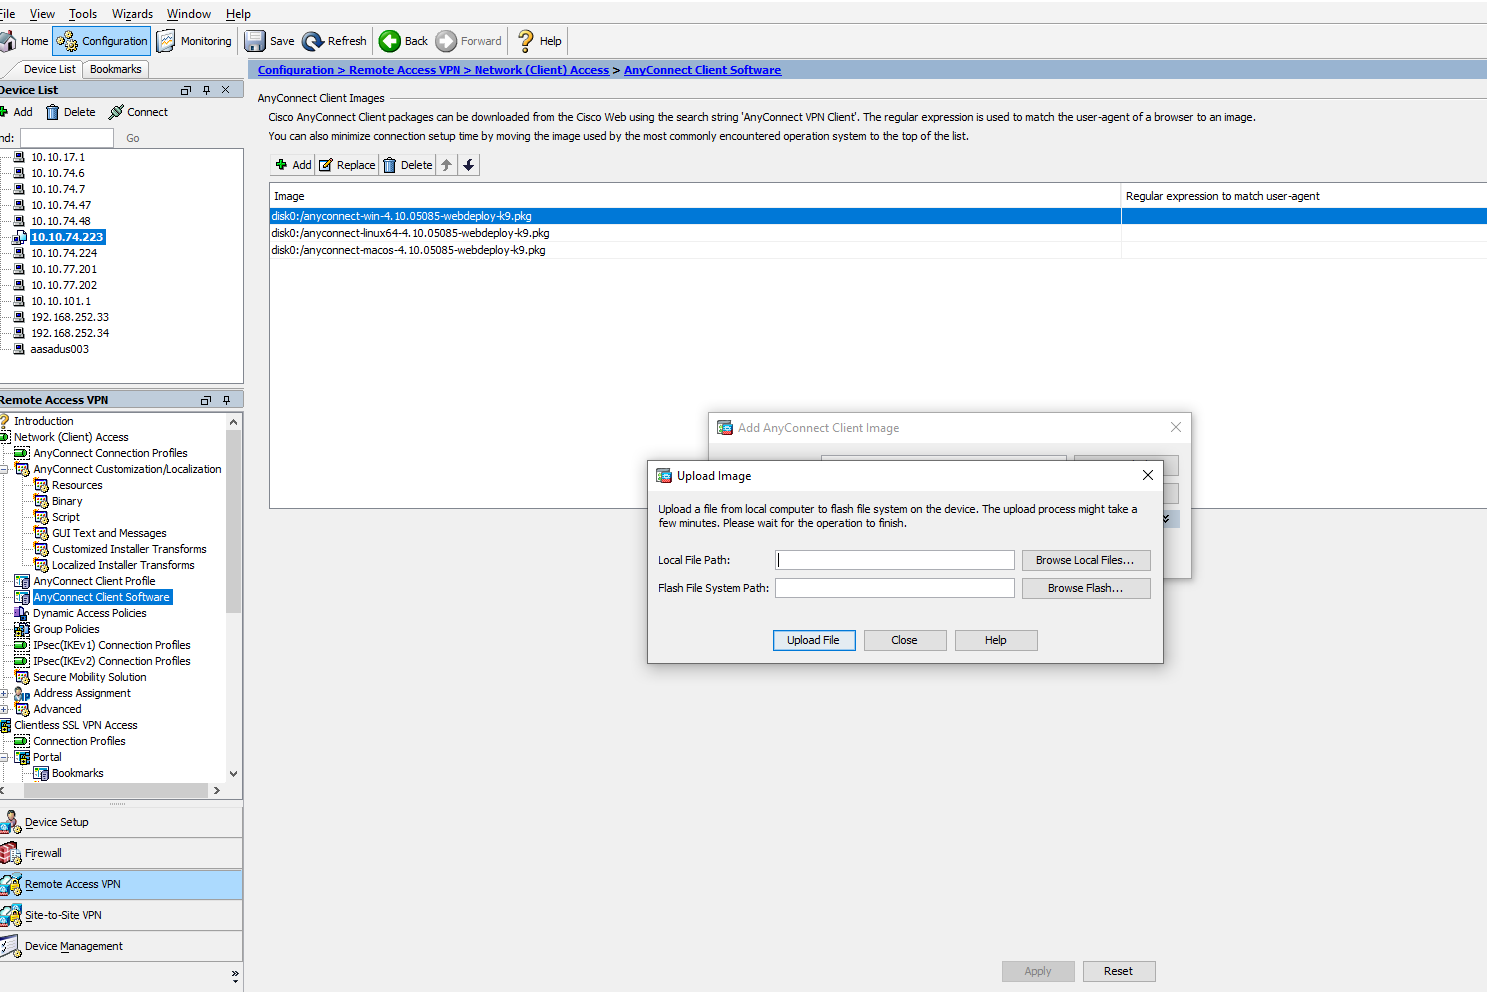 File View Tools Wizards Window Help
Home Configuration Monitoring Save Refresh Back Forward Help
Device List Bookmarks
Device List
Add Delete Connect
Go
10.10.17.1
10.10.74.6
10.10.74.7
10.10.74.47
10.10.74.48
10.10.74.223
10.10.74.224
10.10.77.201
10.10.77.202
10.10.101.1
192.168.252.33
192.168.252.34
aasadus003
Remote Access VPN
Introduction
Network (Client) Access
AnyConnect Connection Profiles
AnyConnect Customization/Localization
Resources
Binary
Script
GUI Text and Messages
Customized Installer Transforms
Localized Installer Transforms
AnyConnect Client Profile
AnyConnect Client Software
Dynamic Access Policies
Group Policies
IPsec(IKEv1) Connection Profiles
IPsec(IKEv2) Connection Profiles
Secure Mobility Solution
Address Assignment
Advanced
Clientless SSL VPN Access
Connection Profiles
Portal
Bookmarks
Device Setup
Firewall
Remote Access VPN
Site-to-Site VPN
Device Management
Configuration > Remote Access VPN > Network (Client) Access > AnyConnect Client Software
AnyConnect Client Images
Cisco AnyConnect Client packages can be downloaded from the Cisco Web using the search string 'AnyConnect VPN Client'. The regular expression is used to match the user-agent of a browser to an image.
You can also minimize connection setup time by moving the image used by the most commonly encountered operation system to the top of the list.
Add Replace Delete
Image Regular expression to match user-agent
disk0:/anyconnect-win-4.10.05085-webdeploy-k9.pkg
disk0:/anyconnect-linux64-4.10.05085-webdeploy-k9.pkg
disk0:/anyconnect-macos-4.10.05085-webdeploy-k9.pkg
Add AnyConnect Client Image
Upload Image
Upload a file from local computer to flash file system on the device. The upload process might take a
few minutes. Please wait for the operation to finish.
Local File Path: Browse Local Files...
Flash File System Path: Browse Flash...
Upload File Close Help
Apply Reset